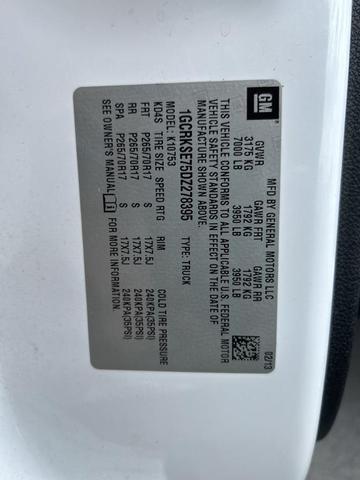 GM
MFD BY GENERAL MOTORS LLC
02/13
GVWR GAWR FRT GAWR RR
3175 KG 1792 KG 1792 KG
7000 LB 3950 LB 3950 LB
THIS VEHICLE CONFORMS TO ALL APPLICABLE U.S. FEDERAL MOTOR
VEHICLE SAFETY STANDARDS IN EFFECT ON THE DATE OF
MANUFACTURE SHOWN ABOVE.
1GCRKSE75DZ278395 TYPE: TRUCK
K10753
KD4S TIRE SIZE SPEED RTG RIM COLD TIRE PRESSURE
FRT P265/70R17 S 17X7.5J 240KPA(35PSI)
RR P265/70R17 S 17X7.5J 240KPA(35PSI)
SPA P265/70R17 S 17X7.5J 240KPA(35PSI)
SEE OWNER'S MANUAL FOR MORE INFORMATION.